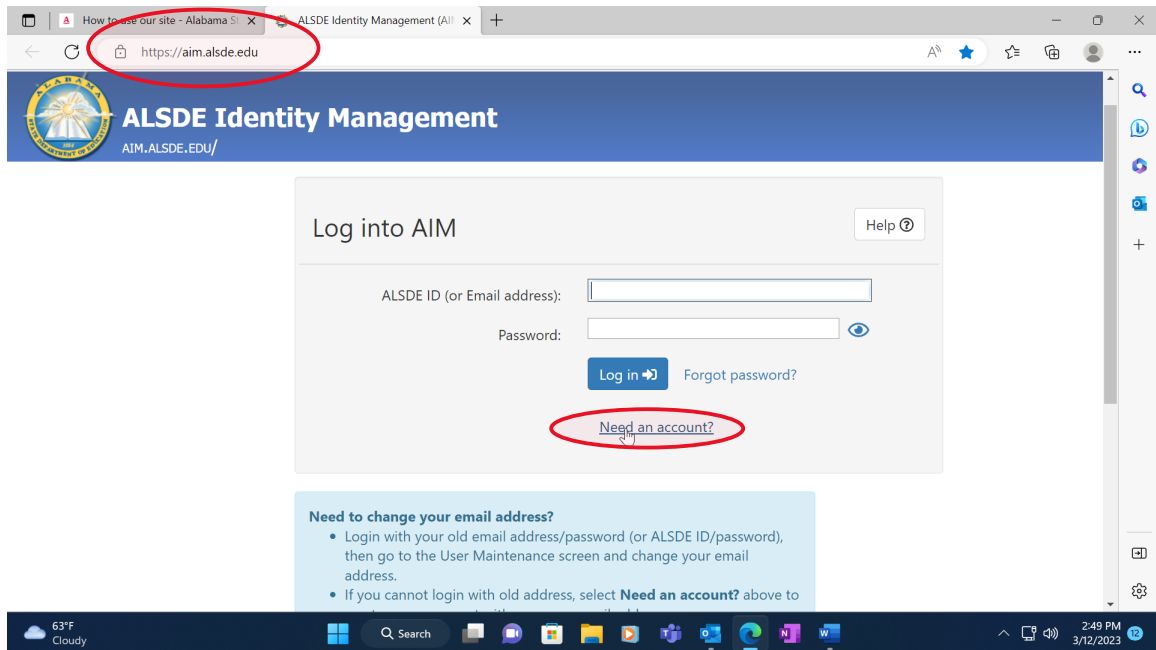 How to use our site - Alabama S
ALSDE Identity Management (AI
https://aim.alsde.edu
ALSDE Identity Management
AIM.ALSDE.EDU/
Log into AIM
Help
ALSDE ID (or Email address):
Password:
Log in
Forgot password?
Need an account?
Need to change your email address?
• Login with your old email address/password (or ALSDE ID/password),
then go to the User Maintenance screen and change your email
address.
• If you cannot login with old address, select Need an account? above to
63°F
Cloudy
Search
2:49 PM
3/12/2023
12